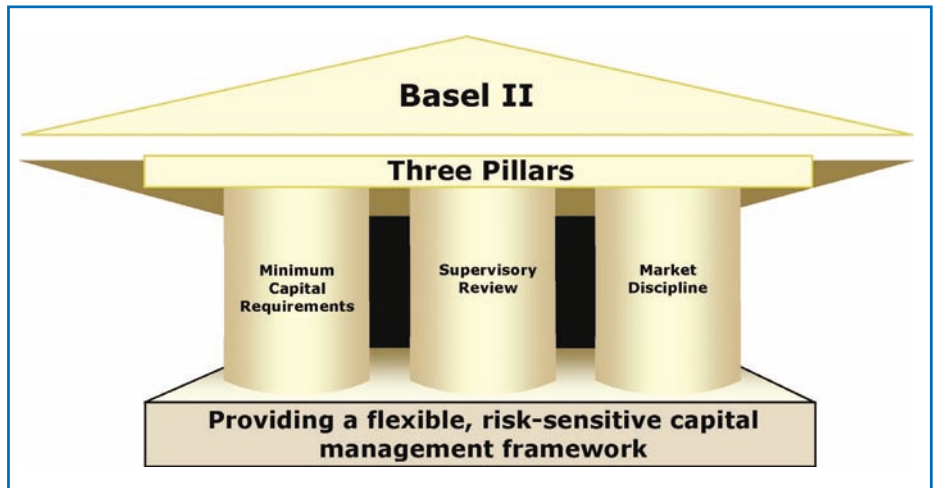 Basel II
Three Pillars
Minimum
Capital
Requirements
Supervisory
Review
Market
Discipline
Providing a flexible, risk-sensitive capital
management framework